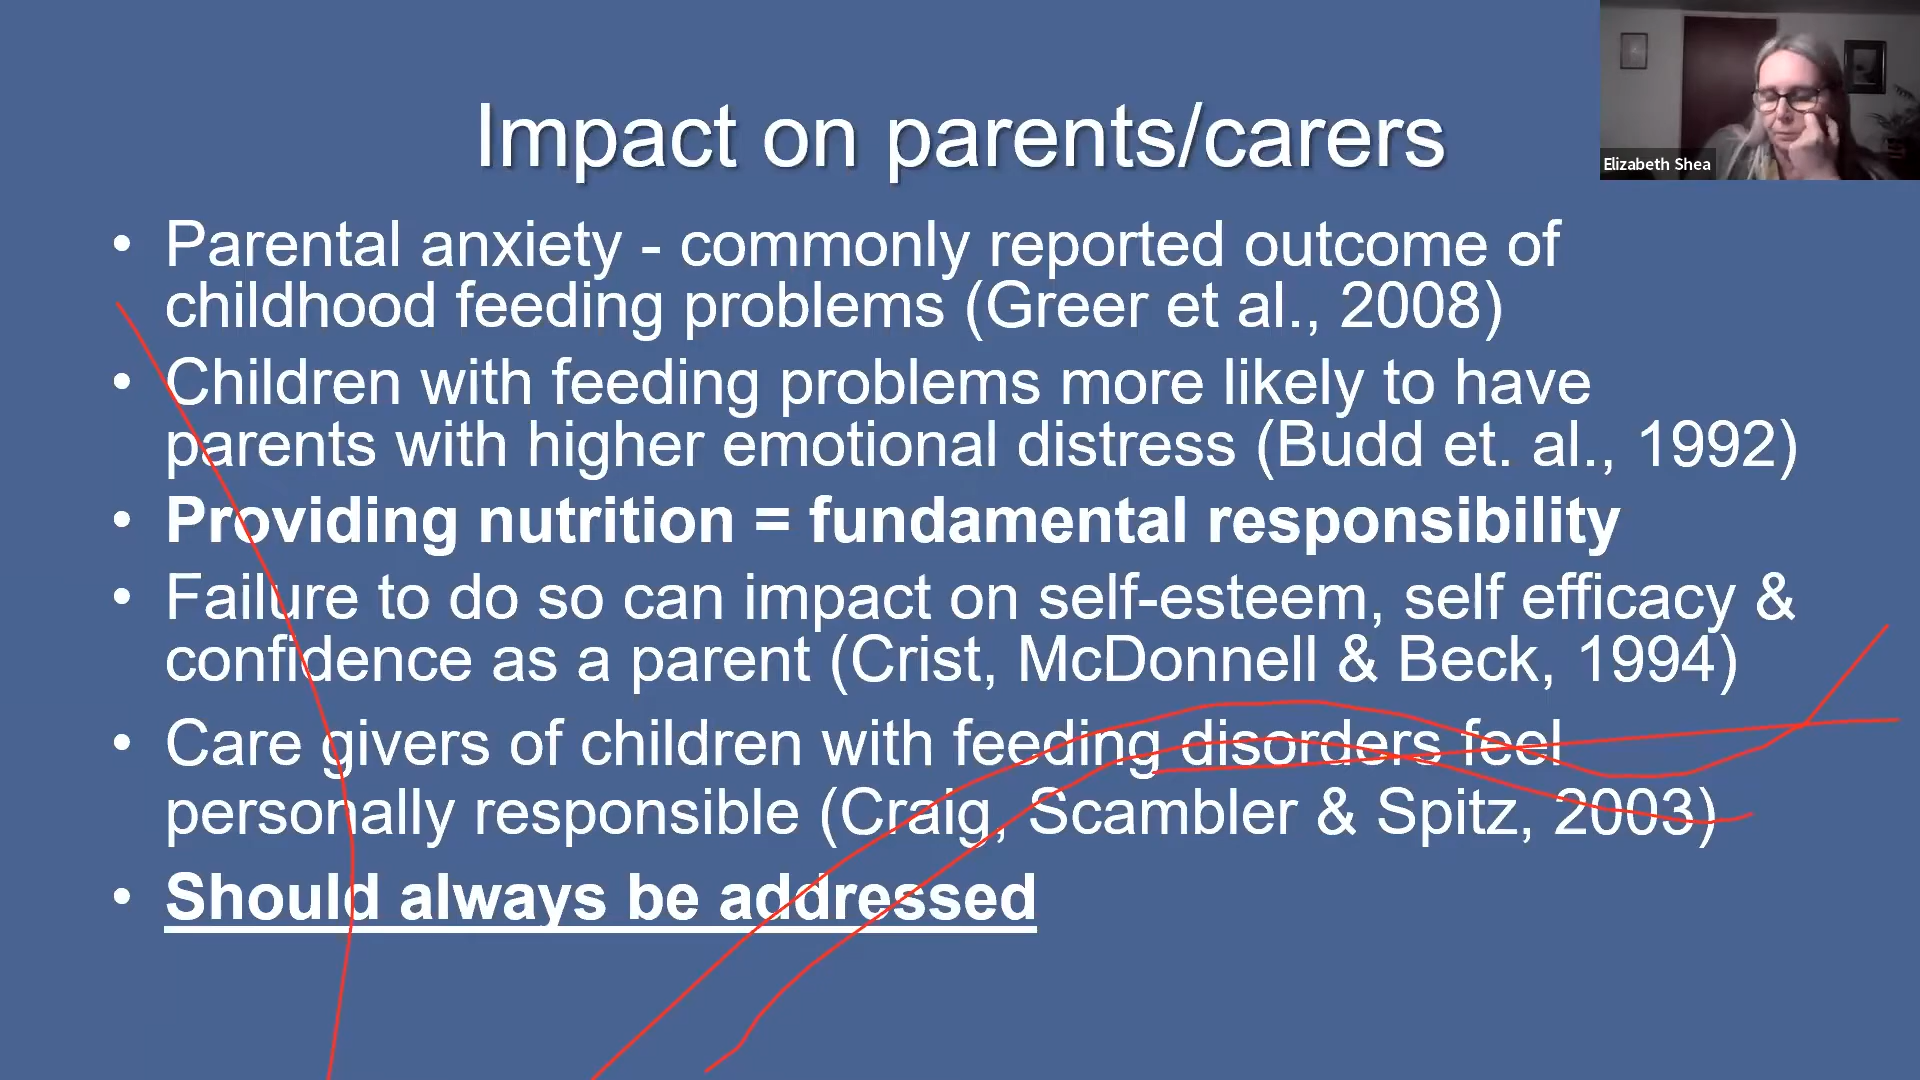 Impact on parents/carers
Elizabeth Shea
• Parental anxiety - commonly reported outcome of
childhood feeding problems (Greer et al., 2008)
• Children with feeding problems more likely to have
parents with higher emotional distress (Budd et. al., 1992)
• Providing nutrition = fundamental responsibility
• Failure to do so can impact on self-esteem, self efficacy &
confidence as a parent (Crist, McDonnell & Beck, 1994)
• Care givers of children with feeding disorders feel
personally responsible (Craig, Scambler & Spitz, 2003)
• Should always be addressed